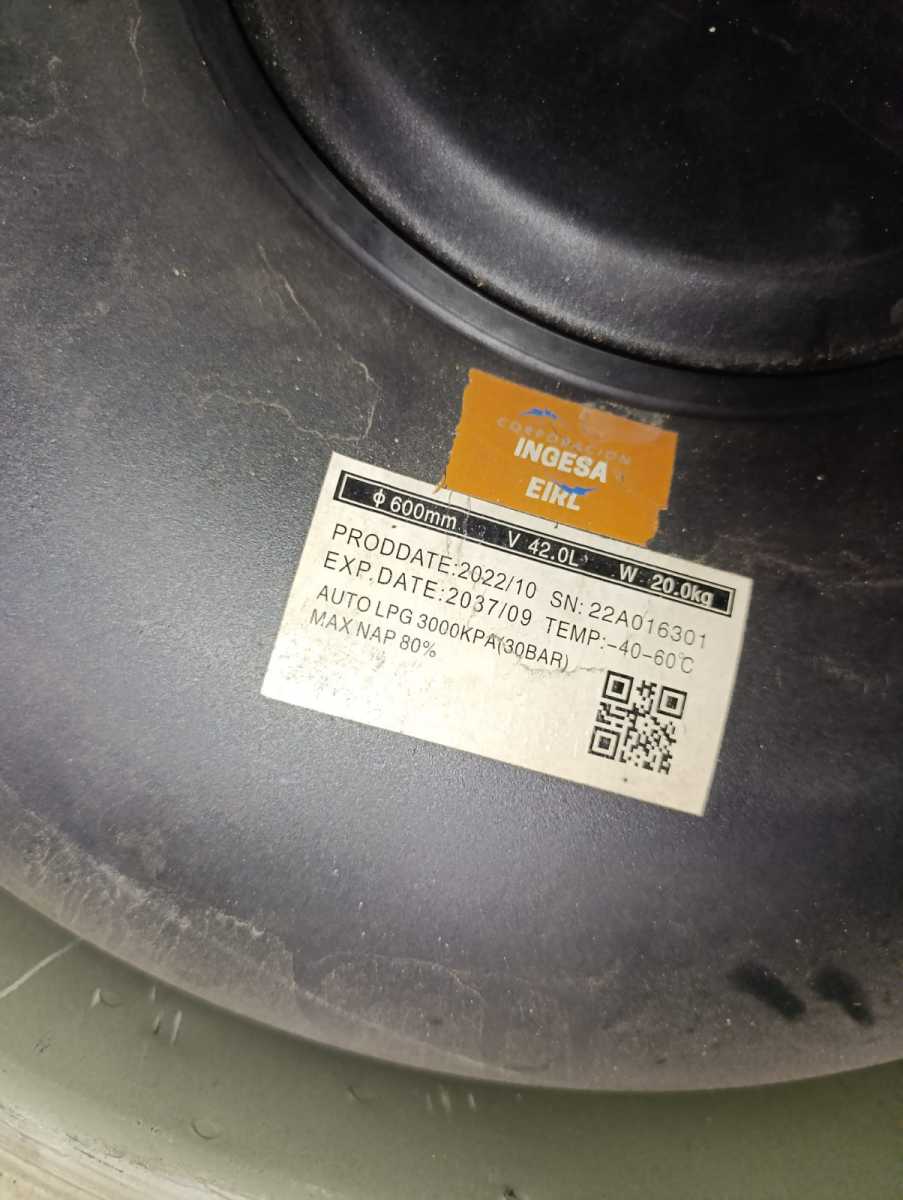 CORPORACION
INGESA
EIRL
ϕ 600mm V 42.0L W 20.0kg
PRODDATE:2022/10 SN: 22A016301
EXP.DATE:2037/09 TEMP:-40-60℃
AUTO LPG 3000KPA(30BAR)
MAX NAP 80%